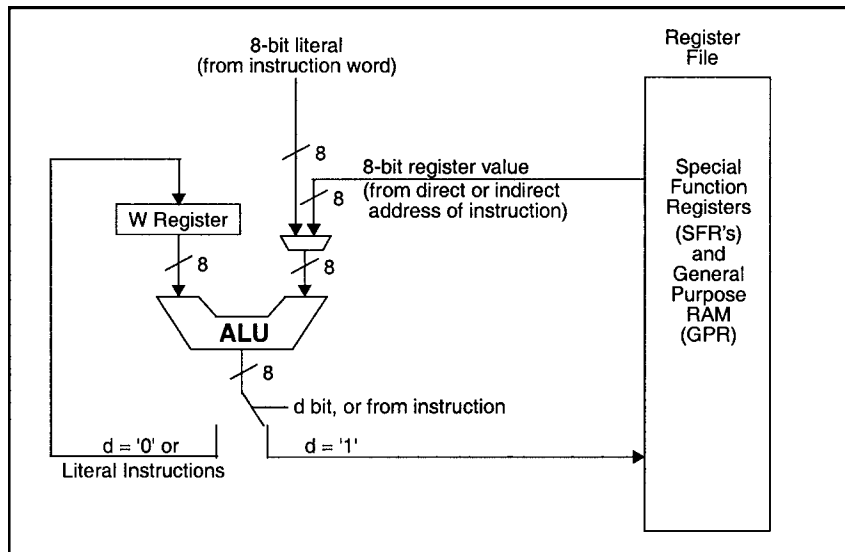 8-bit literal
(from instruction word)
Register
File
8
8-bit register value
(from direct or indirect
address of instruction)
8
W Register
8
8
Special
Function
Registers
(SFR's)
and
General
Purpose
RAM
(GPR)
ALU
8
d bit, or from instruction
d = '0' or
Literal Instructions
d = '1'